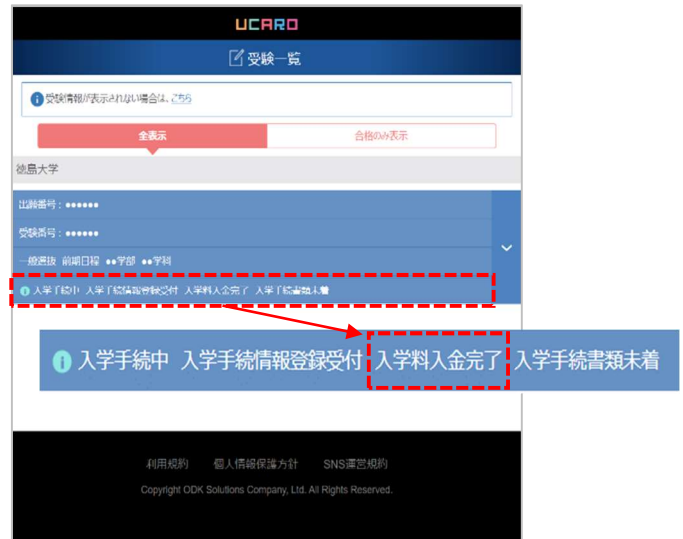 UCARO
受験一覧
受験情報が表示されない場合は、こちら
全表示 合格のみ表示
徳島大学
出願番号：●●●●●●
受験番号：●●●●●●
一般選抜 前期日程 ●●学部 ●●学科
入学手続中 入学手続情報登録受付 入学料入金完了 入学手続書類未着
入学手続中 入学手続情報登録受付 入学料入金完了 入学手続書類未着
利用規約 個人情報保護方針 SNS運営規約
Copyright ODK Solutions Company, Ltd. All Rights Reserved.